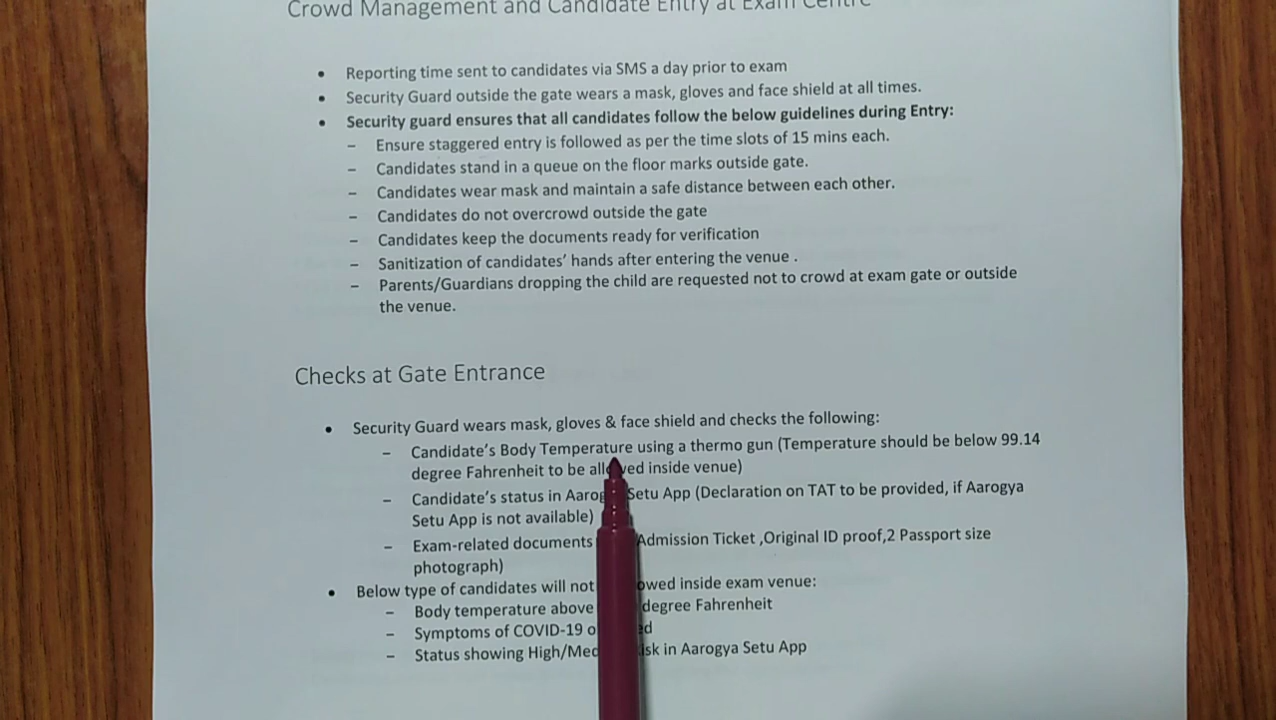 Crowd Management and Candidate Entry at Exam Centre
• Reporting time sent to candidates via SMS a day prior to exam
• Security Guard outside the gate wears a mask, gloves and face shield at all times.
• Security guard ensures that all candidates follow the below guidelines during Entry:
– Ensure staggered entry is followed as per the time slots of 15 mins each.
– Candidates stand in a queue on the floor marks outside gate.
– Candidates wear mask and maintain a safe distance between each other.
– Candidates do not overcrowd outside the gate
– Candidates keep the documents ready for verification
– Sanitization of candidates’ hands after entering the venue .
– Parents/Guardians dropping the child are requested not to crowd at exam gate or outside
the venue.
Checks at Gate Entrance
• Security Guard wears mask, gloves & face shield and checks the following:
– Candidate’s Body Temperature using a thermo gun (Temperature should be below 99.14
degree Fahrenheit to be allowed inside venue)
– Candidate’s status in Aarogya Setu App (Declaration on TAT to be provided, if Aarogya
Setu App is not available)
– Exam-related documents Admission Ticket ,Original ID proof,2 Passport size
photograph)
• Below type of candidates will not allowed inside exam venue:
– Body temperature above degree Fahrenheit
– Symptoms of COVID-19
– Status showing High/Medium Risk in Aarogya Setu App